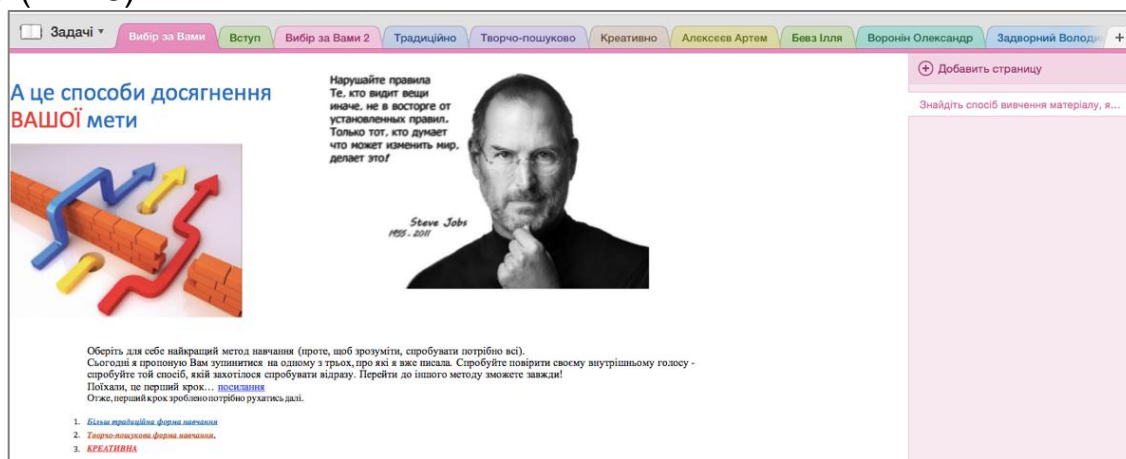 Задачі
Вибір за Вами
Вступ
Вибір за Вами 2
Традиційно
Творчо-пошуково
Креативно
Алексєєв Артем
Бевз Ілля
Воронін Олександр
Задворний Володи
+
Добавить страницу
Знайдіть спосіб вивчення матеріалу, я...
А це способи досягнення
ВАШОЇ мети
Нарушайте правила
Те, кто видит вещи
иначе, не в восторге от
установленных правил.
Только тот, кто думает
что может изменить мир,
делает это!
Steve Jobs
1955 - 2011
Оберіть для себе найкращий метод навчання (проте, щоб зрозуміти, спробувати потрібно всі).
Сьогодні я пропоную Вам зупинитися на одному з трьох, про які я вже писала. Спробуйте повірити своєму внутрішньому голосу -
спробуйте той спосіб, якій захотілося спробувати відразу. Перейти до іншого методу зможете завжди!
Поїхали, це перший крок... посилання
Отже, перший крок зроблено потрібно рухатись далі.
1. Більш традиційна форма навчання
2. Творчо-пошукова форма навчання.
3. КРЕАТИВНА